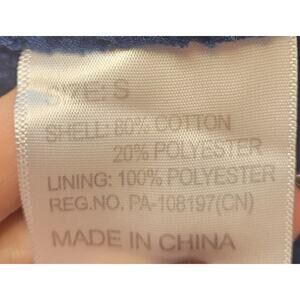 SIZE: S
SHELL: 80% COTTON
20% POLYESTER
LINING: 100% POLYESTER
REG.NO. PA-108197(CN)
MADE IN CHINA